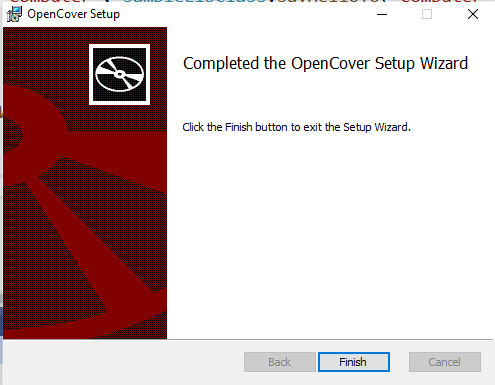 OpenCover Setup
Completed the OpenCover Setup Wizard
Click the Finish button to exit the Setup Wizard.
Back Finish Cancel